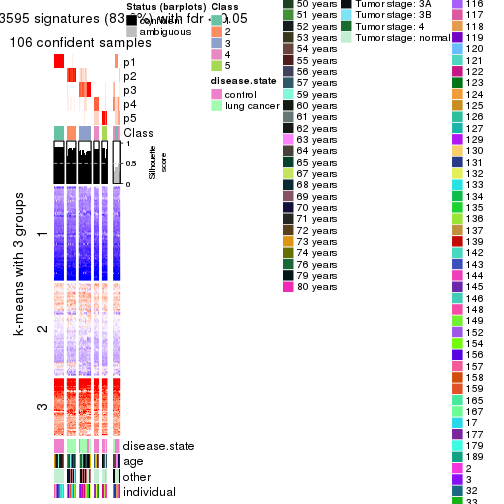 3595 signatures (83.
) with fdr < 0.05
106 confident samples
p1
p2
p3
p4
p5
Class
1
0.5
0
Silhouette
score
k-means with 3 groups
1
2
3
disease.state
age
other
individual
Status (barplots)
confident
ambiguous
Class
1
2
3
4
5
disease.state
control
lung cancer
50 years
51 years
52 years
53 years
54 years
55 years
56 years
57 years
59 years
60 years
61 years
62 years
63 years
64 years
65 years
67 years
68 years
69 years
70 years
71 years
72 years
73 years
74 years
76 years
79 years
80 years
Tumor stage: 3A
Tumor stage: 3B
Tumor stage: 4
Tumor stage: normal
116
117
118
119
120
121
122
123
124
125
126
127
129
130
131
132
133
134
135
136
137
139
142
143
144
145
146
148
149
152
154
156
157
158
159
165
167
17
177
179
189
2
3
32
33